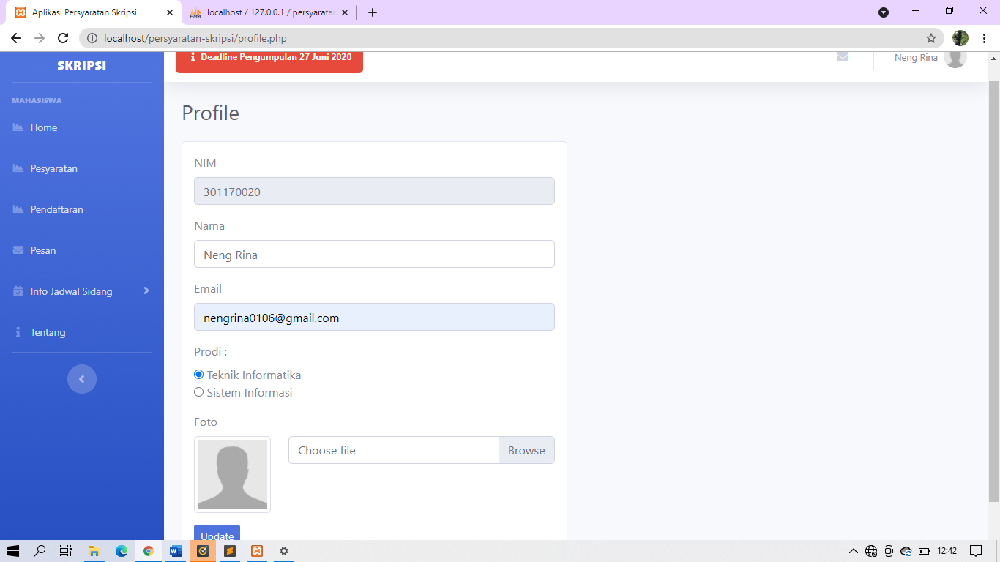 Aplikasi Persyaratan Skripsi
localhost / 127.0.0.1 / persyaratan
localhost/persyaratan-skripsi/profile.php
SKRIPSI
Deadline Pengumpulan 27 Juni 2020
Neng Rina
MAHASISWA
Home
Pesyaratan
Pendaftaran
Pesan
Info Jadwal Sidang
Tentang
Profile
NIM
301170020
Nama
Neng Rina
Email
nengrina0106@gmail.com
Prodi :
Teknik Informatika
Sistem Informasi
Foto
Choose file
Browse
Update
12:42